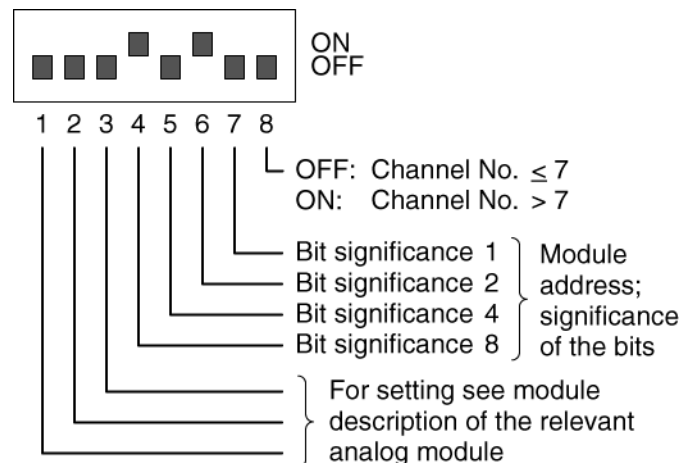 ON
OFF
1 2 3 4 5 6 7 8
OFF: Channel No. ≤ 7
ON: Channel No. > 7
Bit significance 1
Bit significance 2
Bit significance 4
Bit significance 8
Module
address;
significance
of the bits
For setting see module
description of the relevant
analog module